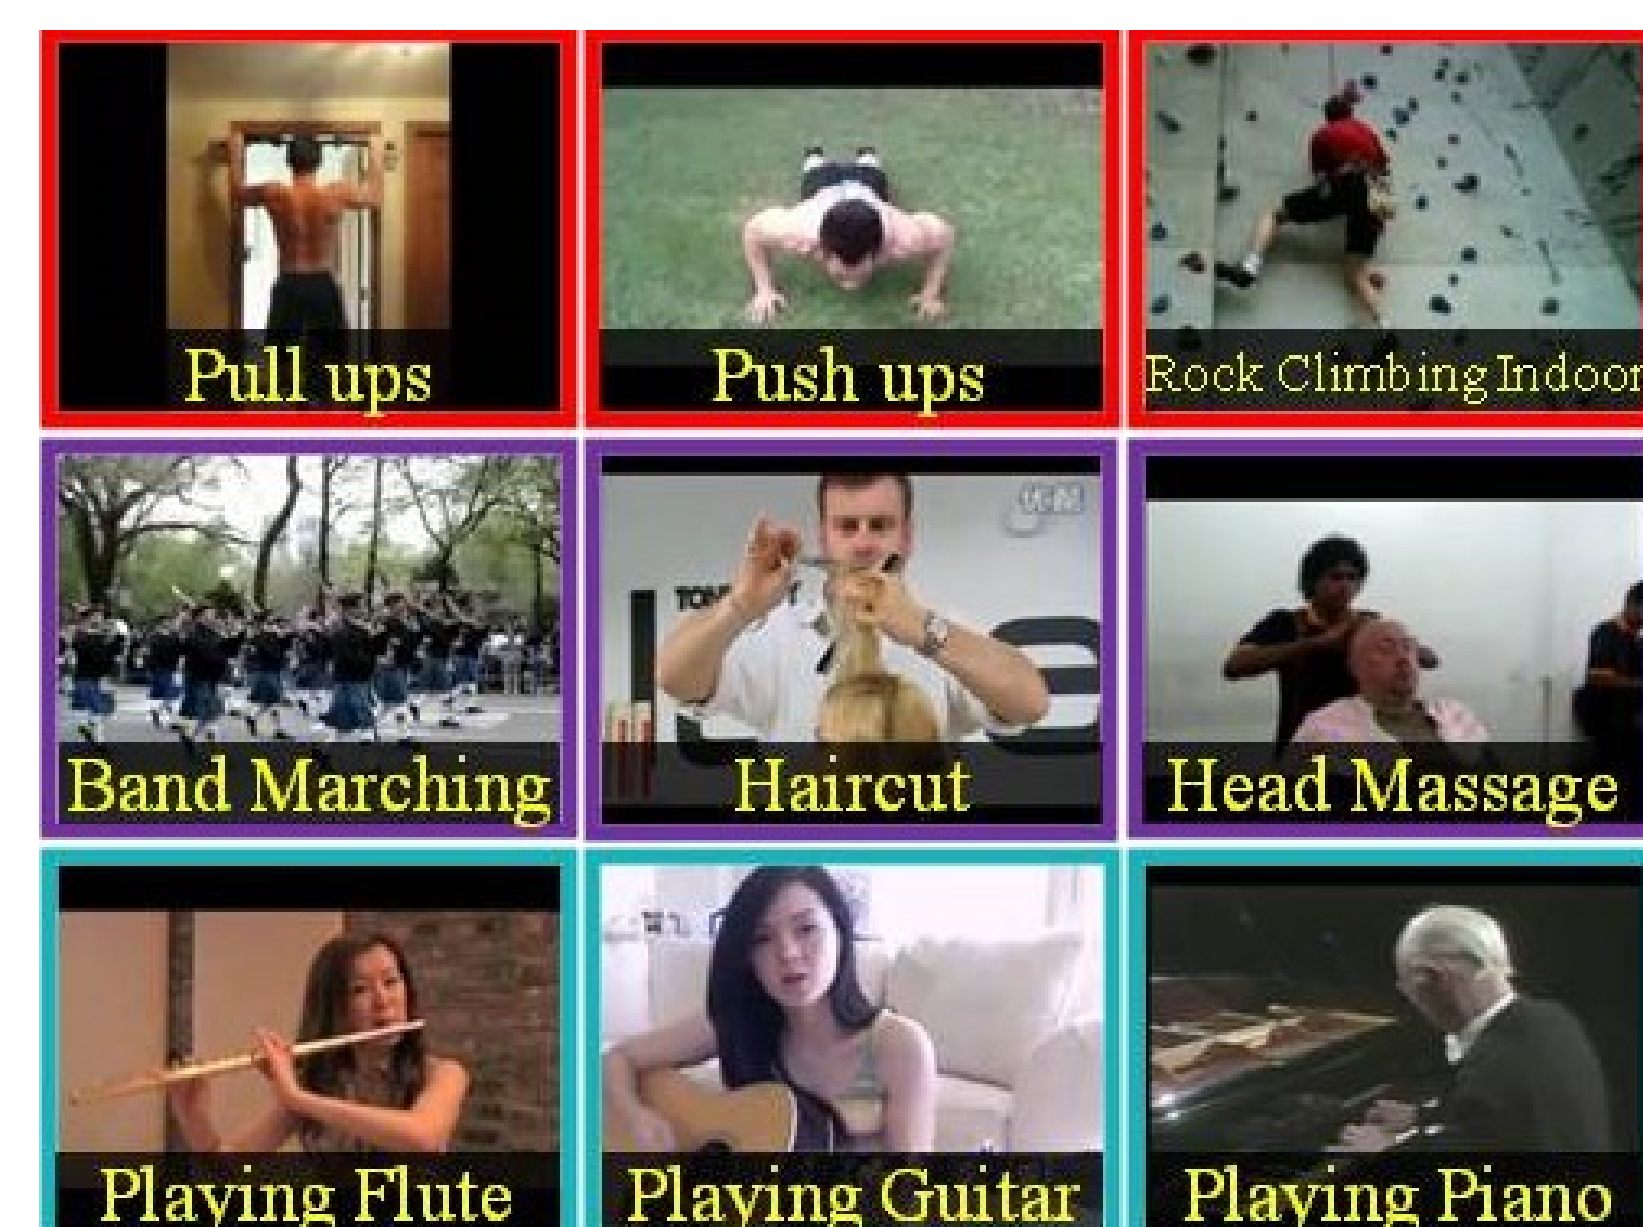 Pull ups
Push ups
Rock Climbing Indoor
Band Marching
Haircut
Head Massage
Playing Flute
Playing Guitar
Playing Piano